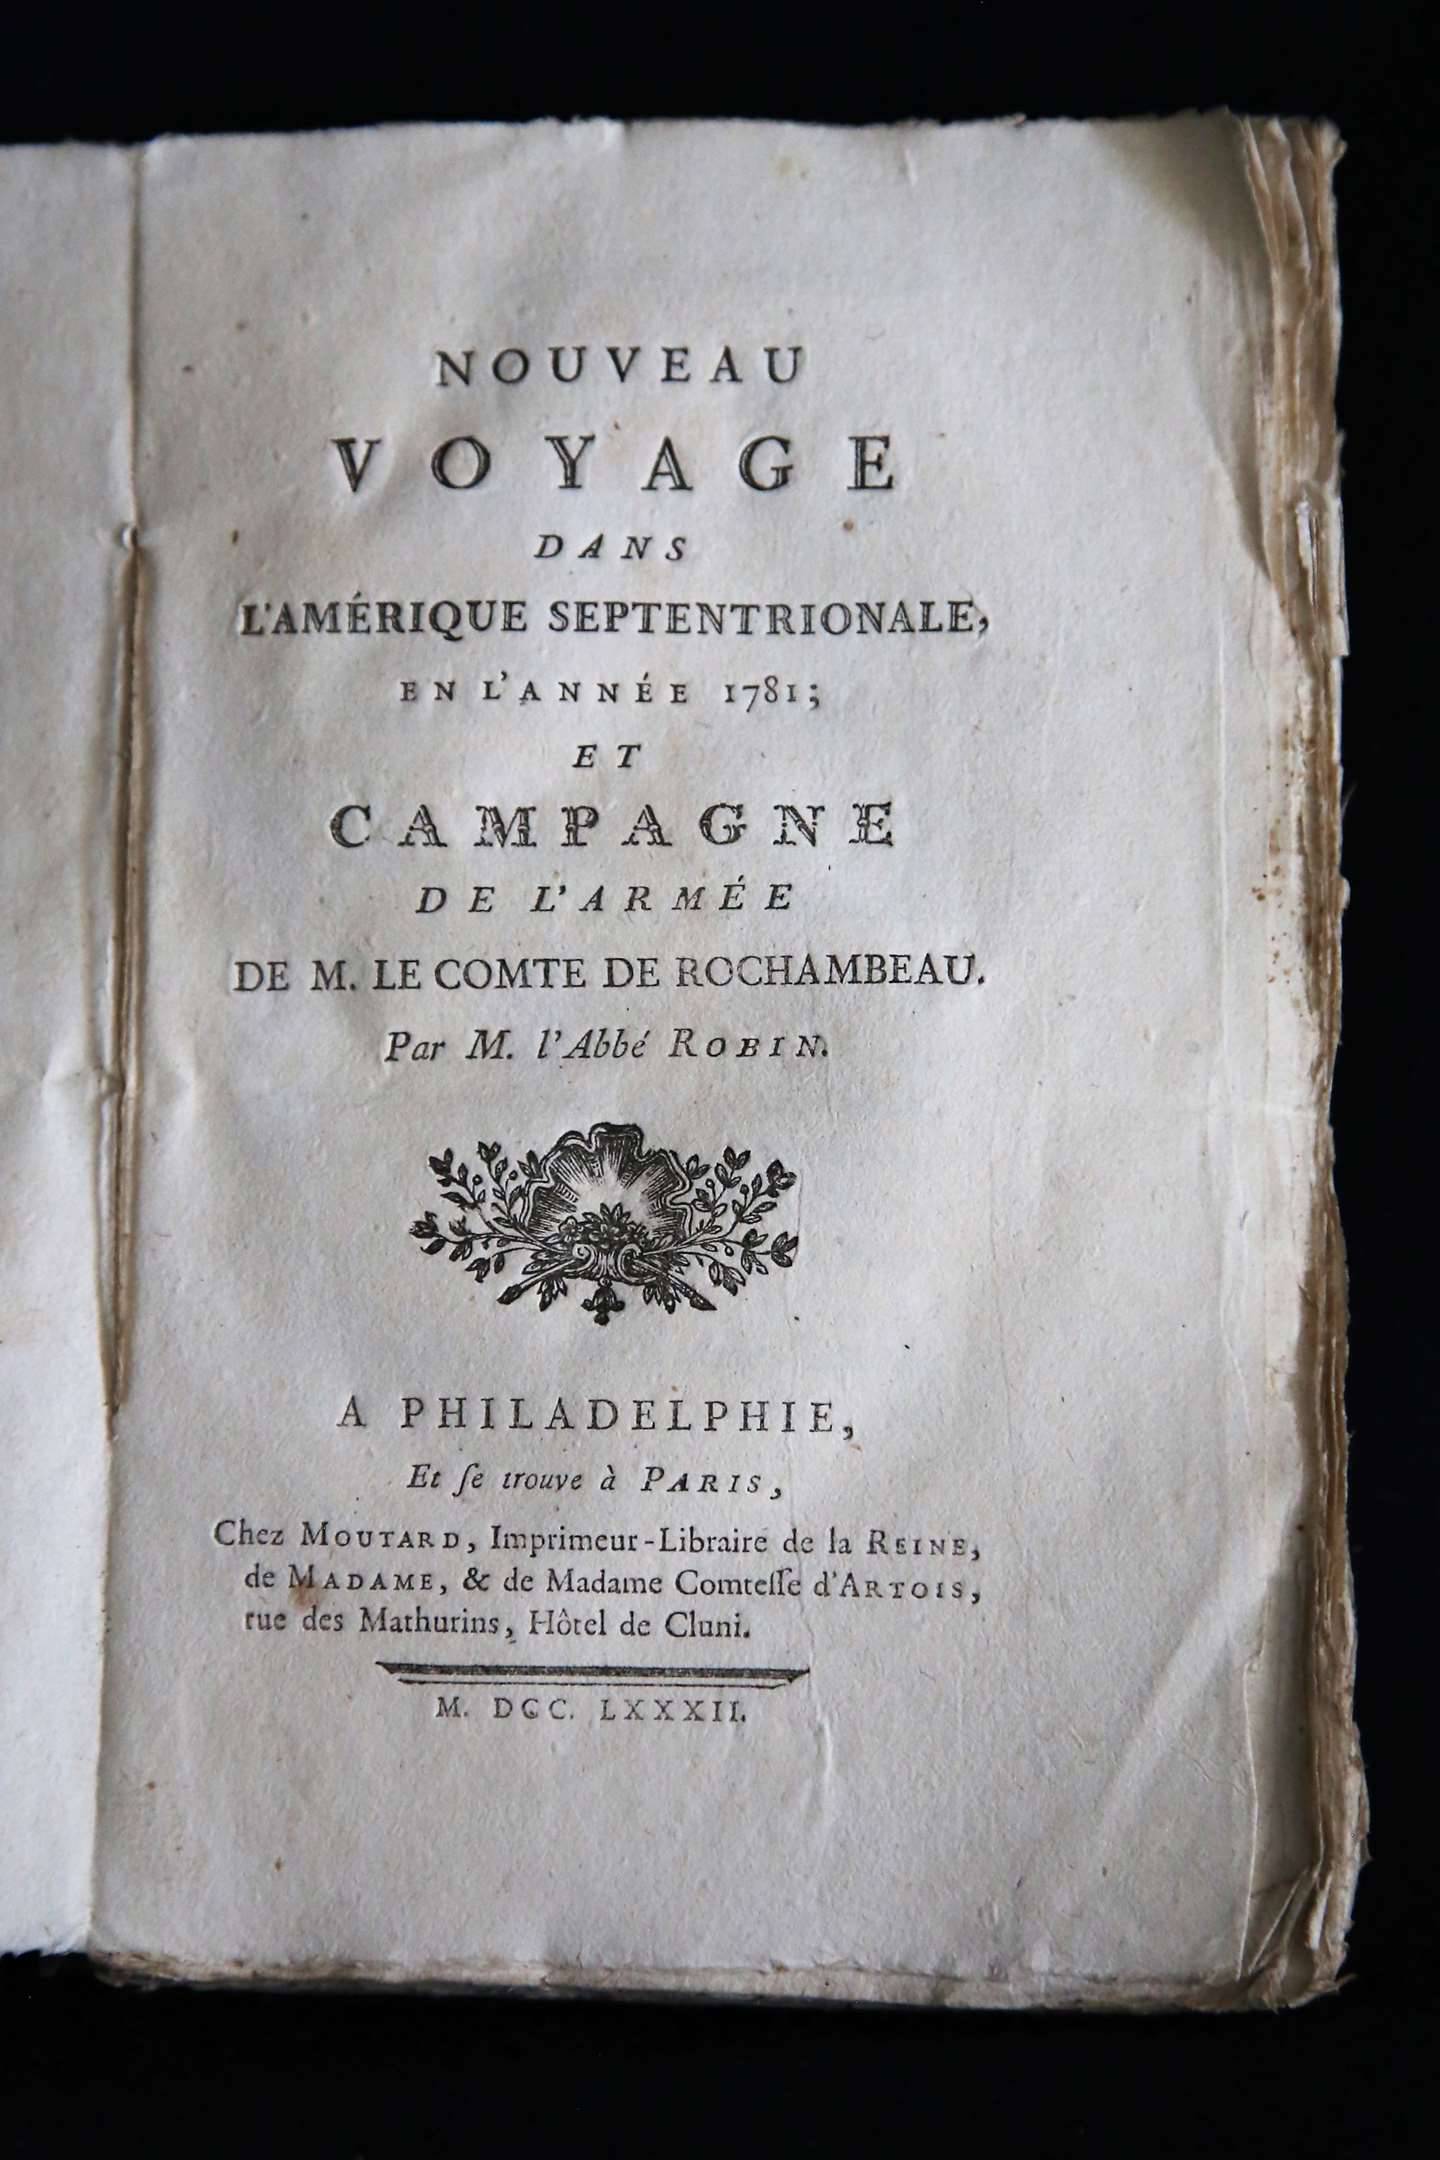 NOUVEAU
VOYAGE
DANS
L'AMÉRIQUE SEPTENTRIONALE,
EN L'ANNÉE 1781;
ET
CAMPAGNE
DE L'ARMÉE
DE M. LE COMTE DE ROCHAMBEAU.
Par M. l'Abbé ROBIN.
A PHILADELPHIE,
Et ſe trouve à PARIS,
Chez MOUTARD, Imprimeur-Libraire de la REINE,
de MADAME, & de Madame Comteſſe d'ARTOIS,
rue des Mathurins, Hôtel de Cluni.
M. DCC. LXXXII.